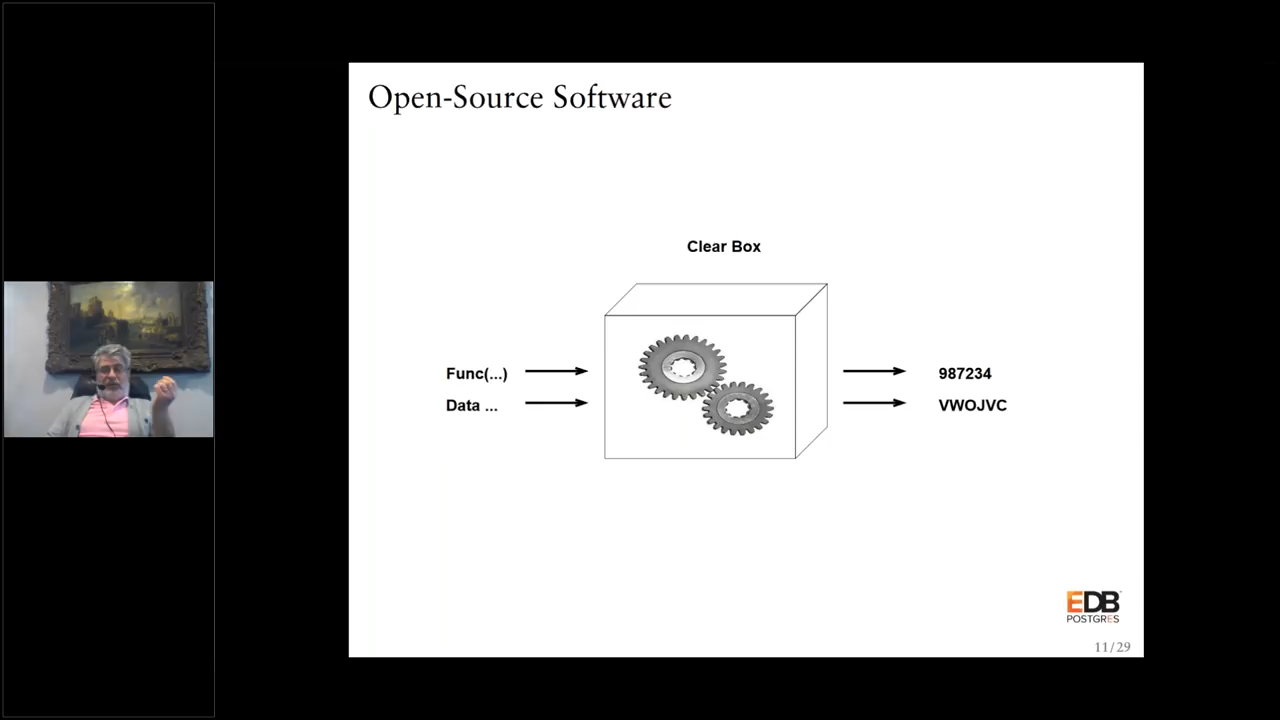 Open-Source Software
Clear Box
Func(...)
987234
Data ...
VWOJVC
EDB
POSTGRES
11/29